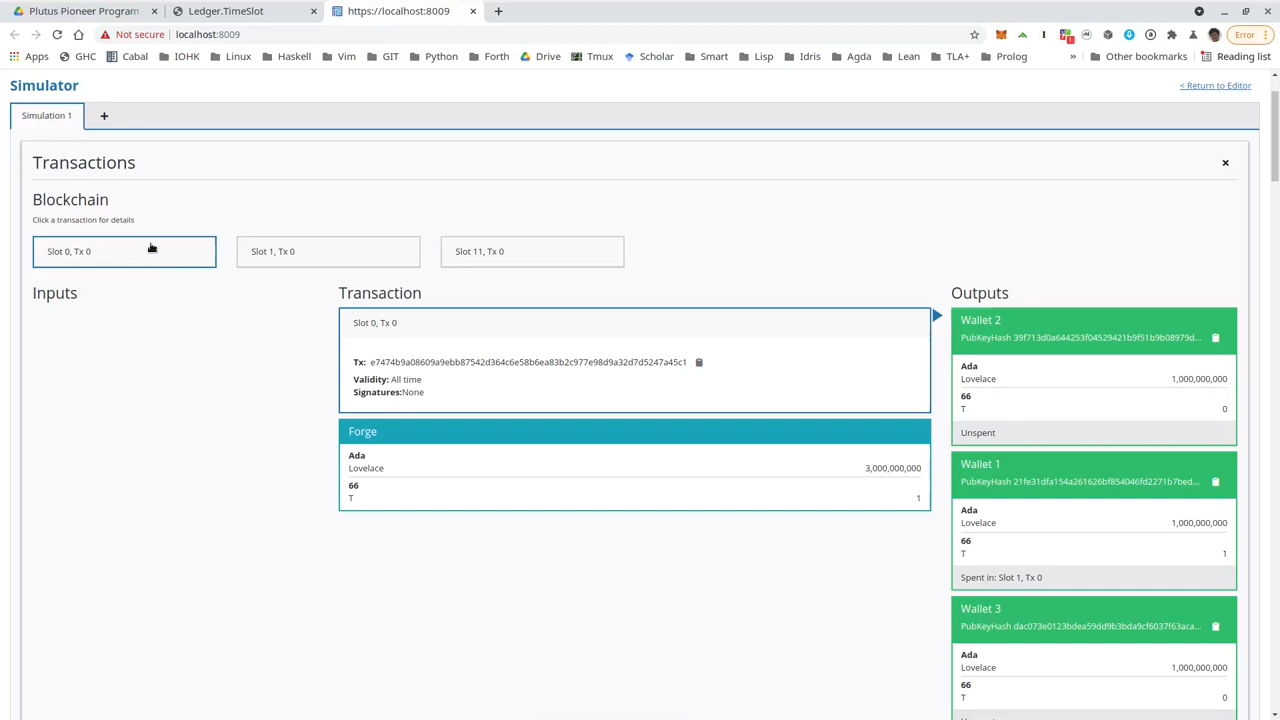 Plutus Pioneer Program
Ledger.TimeSlot
https://localhost:8009
Not secure
localhost:8009
Error
Apps
GHC
Cabal
IOHK
Linux
Haskell
Vim
GIT
Python
Forth
Drive
Tmux
Scholar
Smart
Lisp
Idris
Agda
Lean
TLA+
Prolog
»
Other bookmarks
Reading list
Simulator
< Return to Editor
Simulation 1
+
Transactions
Blockchain
Click a transaction for details
Slot 0, Tx 0
Slot 1, Tx 0
Slot 11, Tx 0
Inputs
Transaction
Slot 0, Tx 0
Tx: e7474b9a08609a9ebb87542d364c6e58b6ea83b2c977e98d9a32d7d5247a45c1
Validity: All time
Signatures:None
Forge
Ada
Lovelace 3,000,000,000
66
T 1
Outputs
Wallet 2
PubKeyHash 39f713d0a644253f04529421b9f51b9b08979d...
Ada
Lovelace 1,000,000,000
66
T 0
Unspent
Wallet 1
PubKeyHash 21fe31dfa154a261626bf854046fd2271b7bed...
Ada
Lovelace 1,000,000,000
66
T 1
Spent in: Slot 1, Tx 0
Wallet 3
PubKeyHash dac073e0123bdea59dd9b3bda9cf6037f63aca...
Ada
Lovelace 1,000,000,000
66
T 0